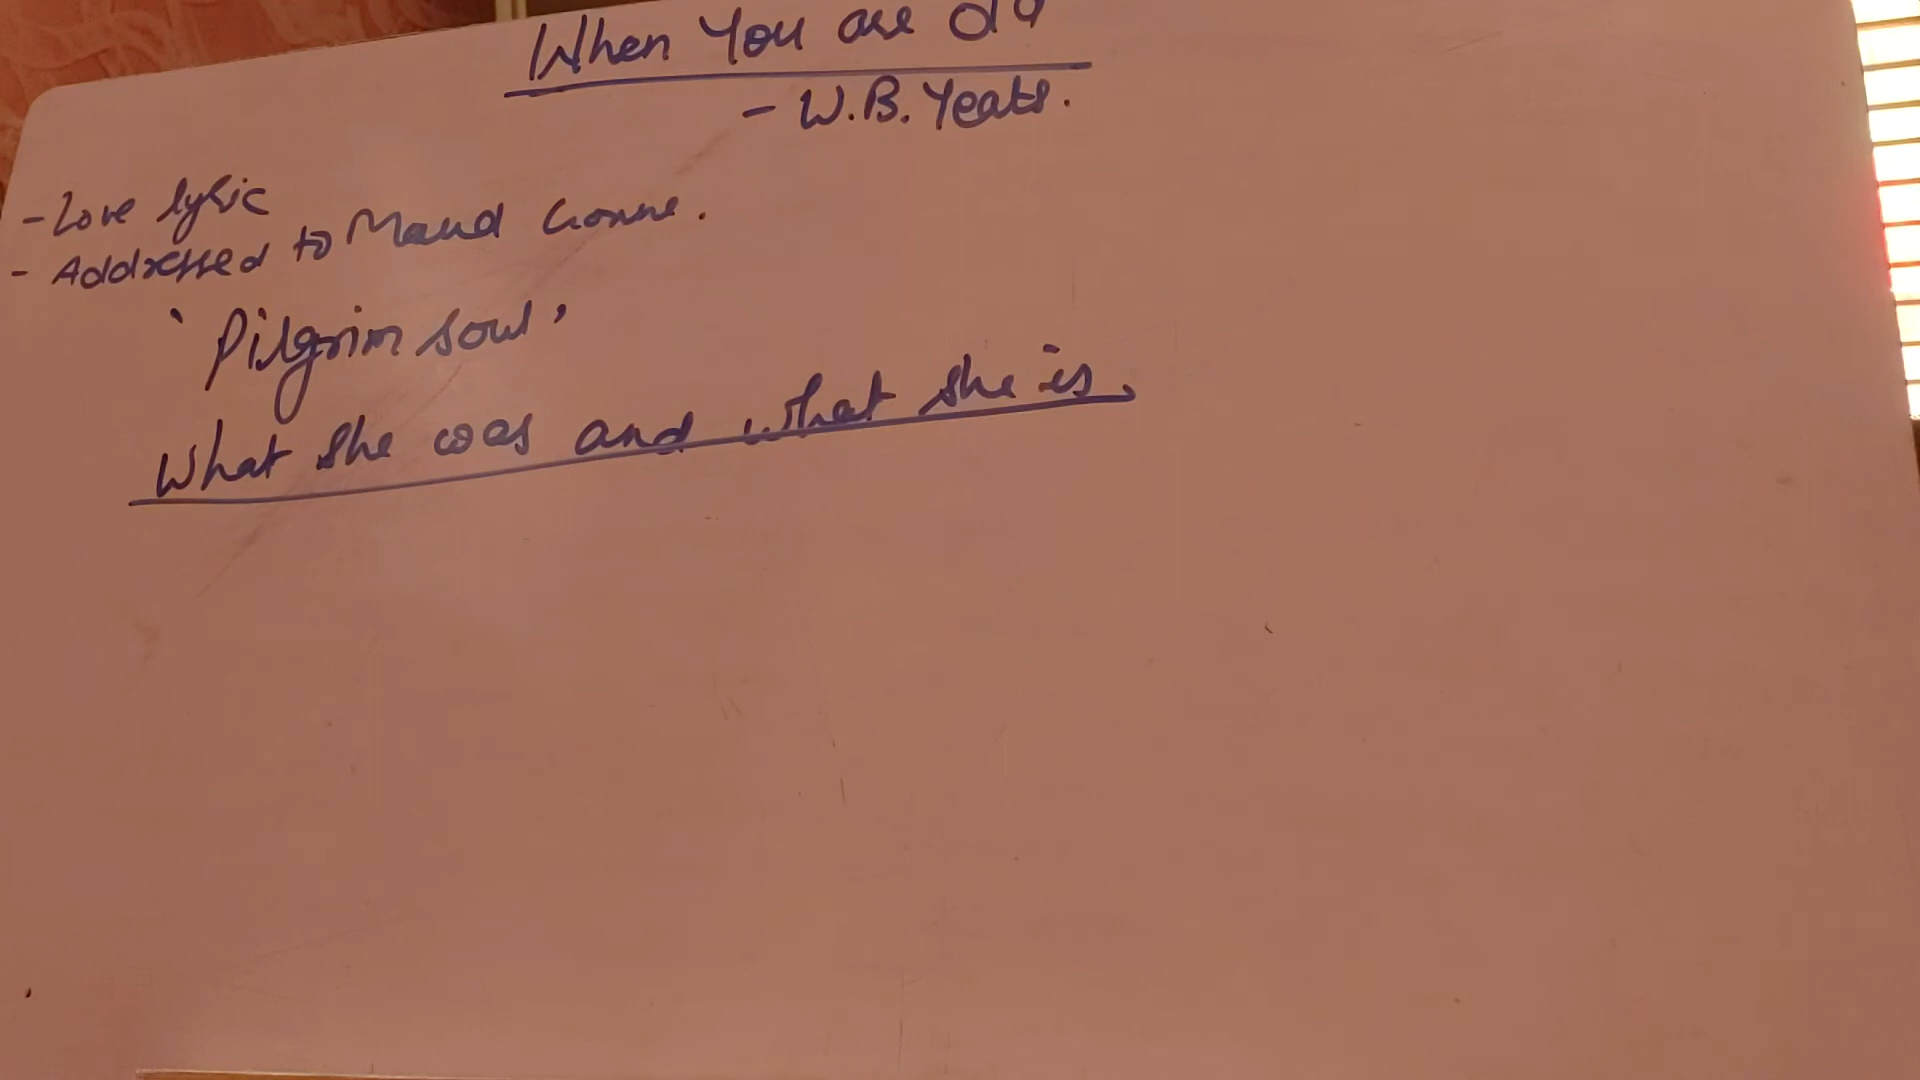 When You are old
- W.B. Yeats.
- Love lyric
- Addressed to Maud Gonne.
'Pilgrim soul'
What she was and what she is.